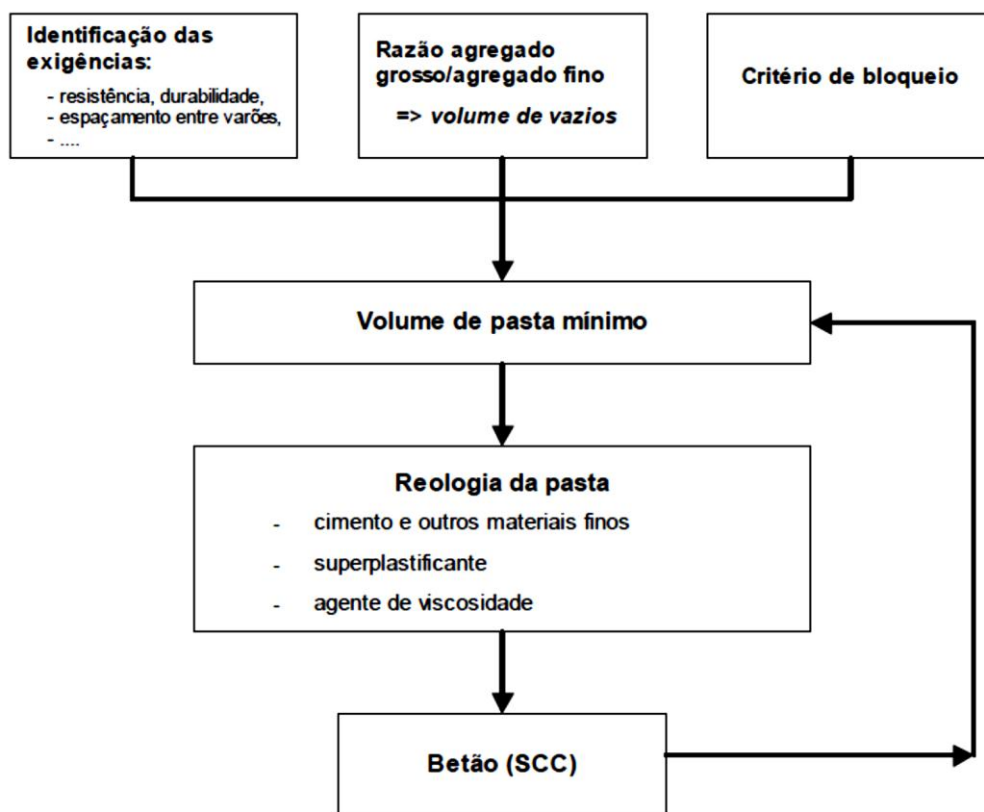 Identificação das
exigências:
- resistência, durabilidade,
- espaçamento entre varões,
- ....
Razão agregado
grosso/agregado fino
=> volume de vazios
Critério de bloqueio
Volume de pasta mínimo
Reologia da pasta
- cimento e outros materiais finos
- superplastificante
- agente de viscosidade
Betão (SCC)